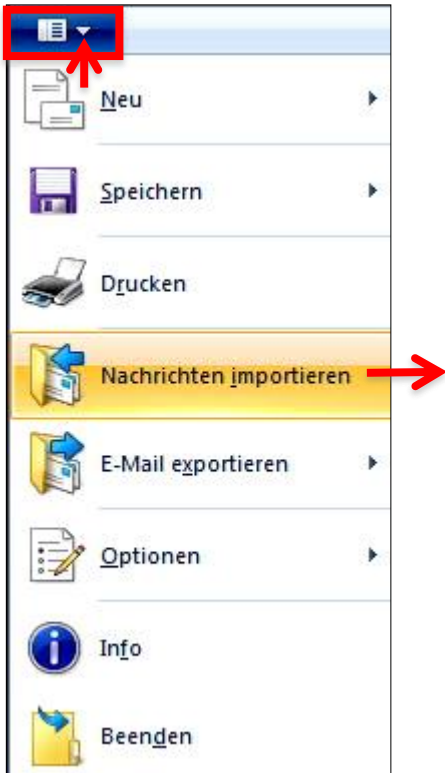 Neu
Speichern
Drucken
Nachrichten importieren
E-Mail exportieren
Optionen
Info
Beenden